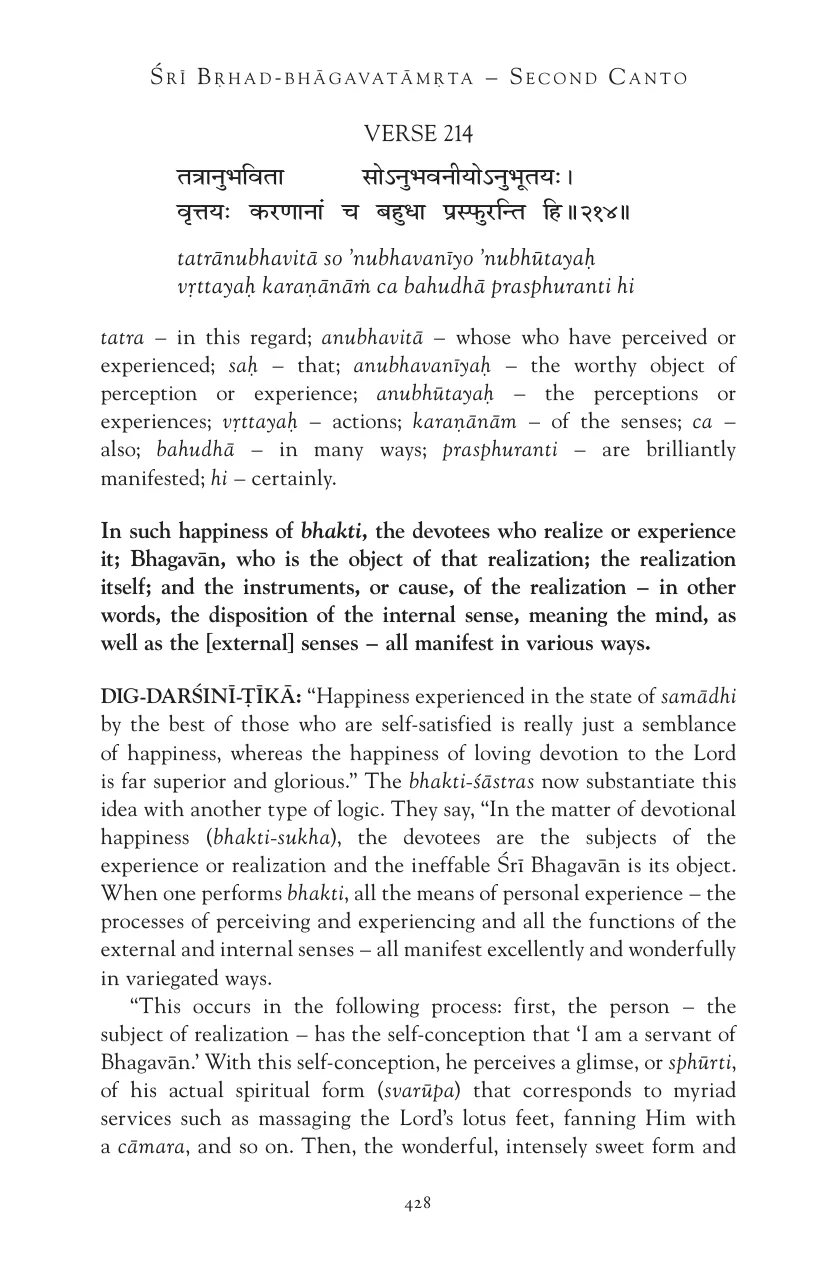 ŚRĪ BṚHAD-BHĀGAVATĀMṚTA – SECOND CANTO
VERSE 214
तत्रानुभविता सोऽनुभवनीयोऽनुभूतयः।
वृत्तयः करणानां च बहुधा प्रस्फुरन्ति हि॥२१४॥
tatrānubhavitā so ’nubhavanīyo ’nubhūtayaḥ
vṛttayaḥ karaṇānāṁ ca bahudhā prasphuranti hi
tatra – in this regard; anubhavitā – whose who have perceived or
experienced; saḥ – that; anubhavanīyaḥ – the worthy object of
perception or experience; anubhūtayaḥ – the perceptions or
experiences; vṛttayaḥ – actions; karaṇānām – of the senses; ca –
also; bahudhā – in many ways; prasphuranti – are brilliantly
manifested; hi – certainly.
In such happiness of bhakti, the devotees who realize or experience
it; Bhagavān, who is the object of that realization; the realization
itself; and the instruments, or cause, of the realization – in other
words, the disposition of the internal sense, meaning the mind, as
well as the [external] senses – all manifest in various ways.
DIG-DARŚINĪ-ṬĪKĀ: “Happiness experienced in the state of samādhi
by the best of those who are self-satisfied is really just a semblance
of happiness, whereas the happiness of loving devotion to the Lord
is far superior and glorious.” The bhakti-śāstras now substantiate this
idea with another type of logic. They say, “In the matter of devotional
happiness (bhakti-sukha), the devotees are the subjects of the
experience or realization and the ineffable Śrī Bhagavān is its object.
When one performs bhakti, all the means of personal experience – the
processes of perceiving and experiencing and all the functions of the
external and internal senses – all manifest excellently and wonderfully
in variegated ways.
“This occurs in the following process: first, the person – the
subject of realization – has the self-conception that ‘I am a servant of
Bhagavān.’ With this self-conception, he perceives a glimse, or sphūrti,
of his actual spiritual form (svarūpa) that corresponds to myriad
services such as massaging the Lord’s lotus feet, fanning Him with
a cāmara, and so on. Then, the wonderful, intensely sweet form and
428